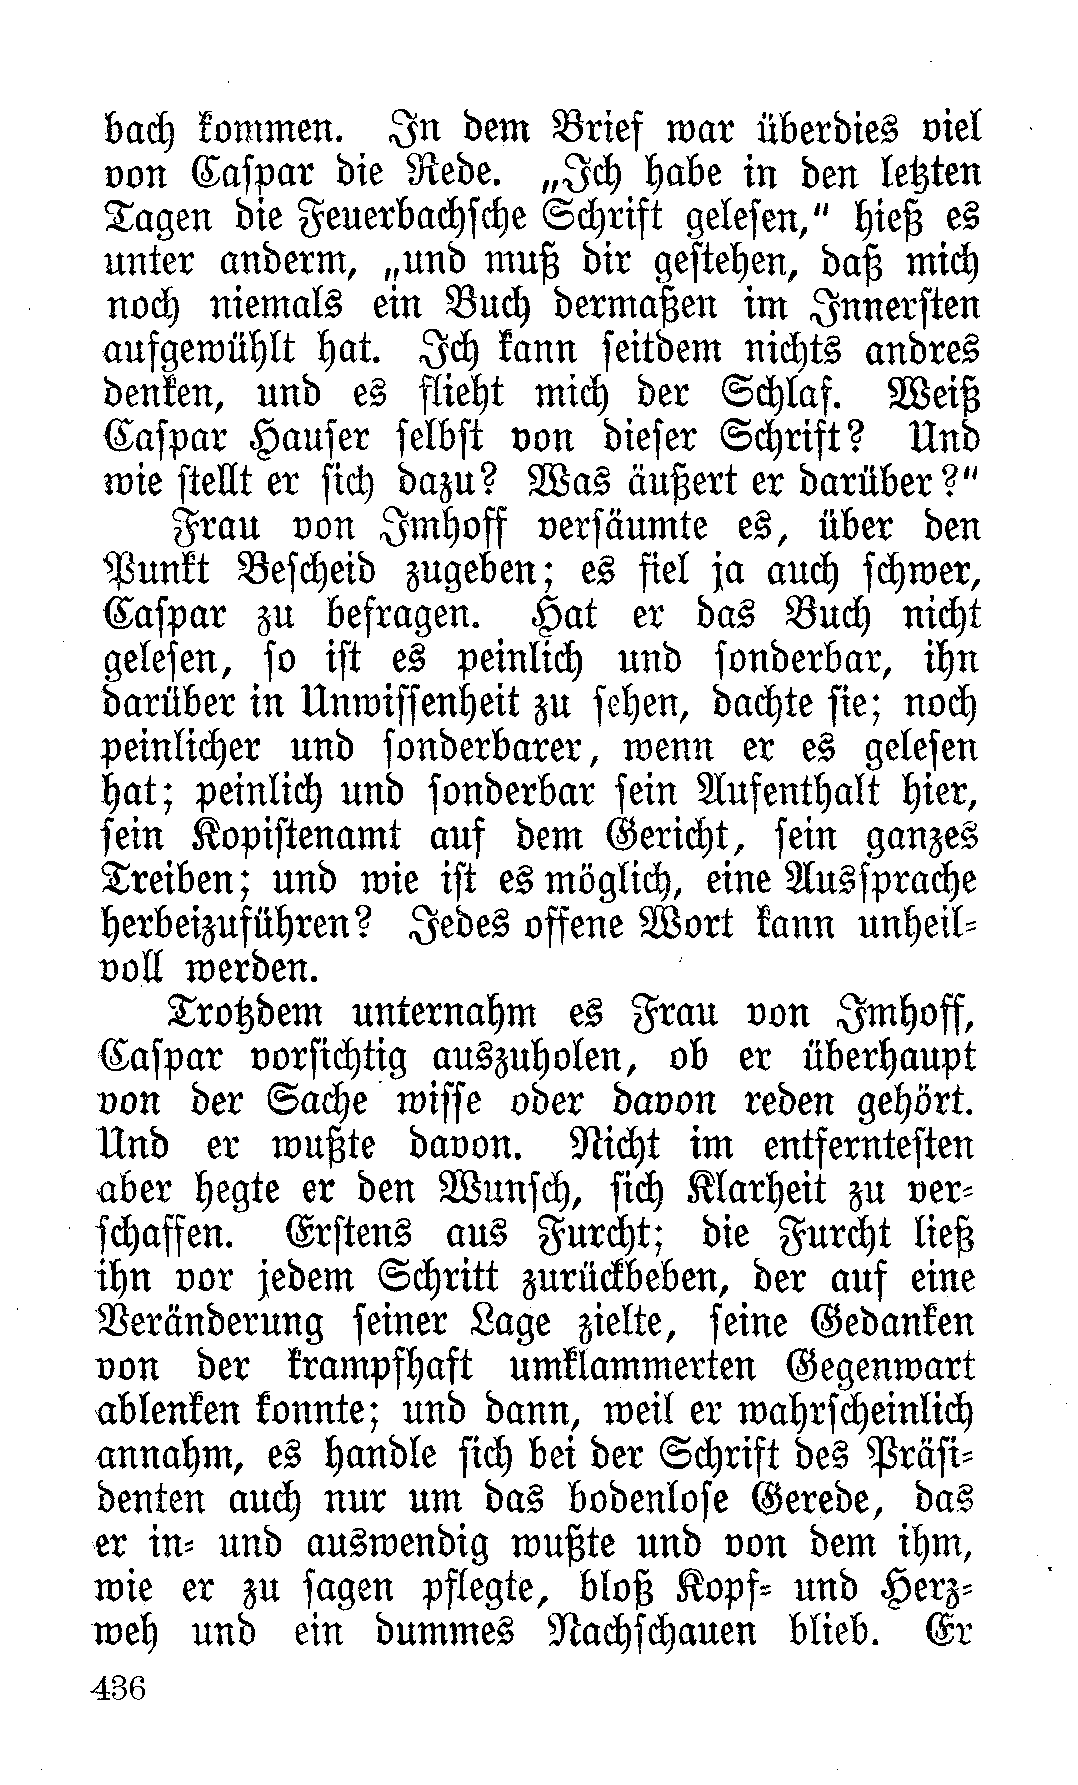 bach kommen. In dem Brief war überdies viel
von Caspar die Rede. „Ich habe in den letzten
Tagen die Feuerbachsche Schrift gelesen,“ hieß es
unter anderm, „und muß dir gestehen, daß mich
noch niemals ein Buch dermaßen im Innersten
aufgewühlt hat. Ich kann seitdem nichts andres
denken, und es flieht mich der Schlaf. Weiß
Caspar Hauser selbst von dieser Schrift? Und
wie stellt er sich dazu? Was äußert er darüber?“
Frau von Imhoff versäumte es, über den
Punkt Bescheid zugeben; es fiel ja auch schwer,
Caspar zu befragen. Hat er das Buch nicht
gelesen, so ist es peinlich und sonderbar, ihn
darüber in Unwissenheit zu sehen, dachte sie; noch
peinlicher und sonderbarer, wenn er es gelesen
hat; peinlich und sonderbar sein Aufenthalt hier,
sein Kopistenamt auf dem Gericht, sein ganzes
Treiben; und wie ist es möglich, eine Aussprache
herbeizuführen? Jedes offene Wort kann unheil-
voll werden.
Trotzdem unternahm es Frau von Imhoff,
Caspar vorsichtig auszuholen, ob er überhaupt
von der Sache wisse oder davon reden gehört.
Und er wußte davon. Nicht im entferntesten
aber hegte er den Wunsch, sich Klarheit zu ver-
schaffen. Erstens aus Furcht; die Furcht ließ
ihn vor jedem Schritt zurückbeben, der auf eine
Veränderung seiner Lage zielte, seine Gedanken
von der krampfhaft umklammerten Gegenwart
ablenken konnte; und dann, weil er wahrscheinlich
annahm, es handle sich bei der Schrift des Präsi-
denten auch nur um das bodenlose Gerede, das
er in- und auswendig wußte und von dem ihm,
wie er zu sagen pflegte, bloß Kopf- und Herz-
weh und ein dummes Nachschauen blieb. Er
436